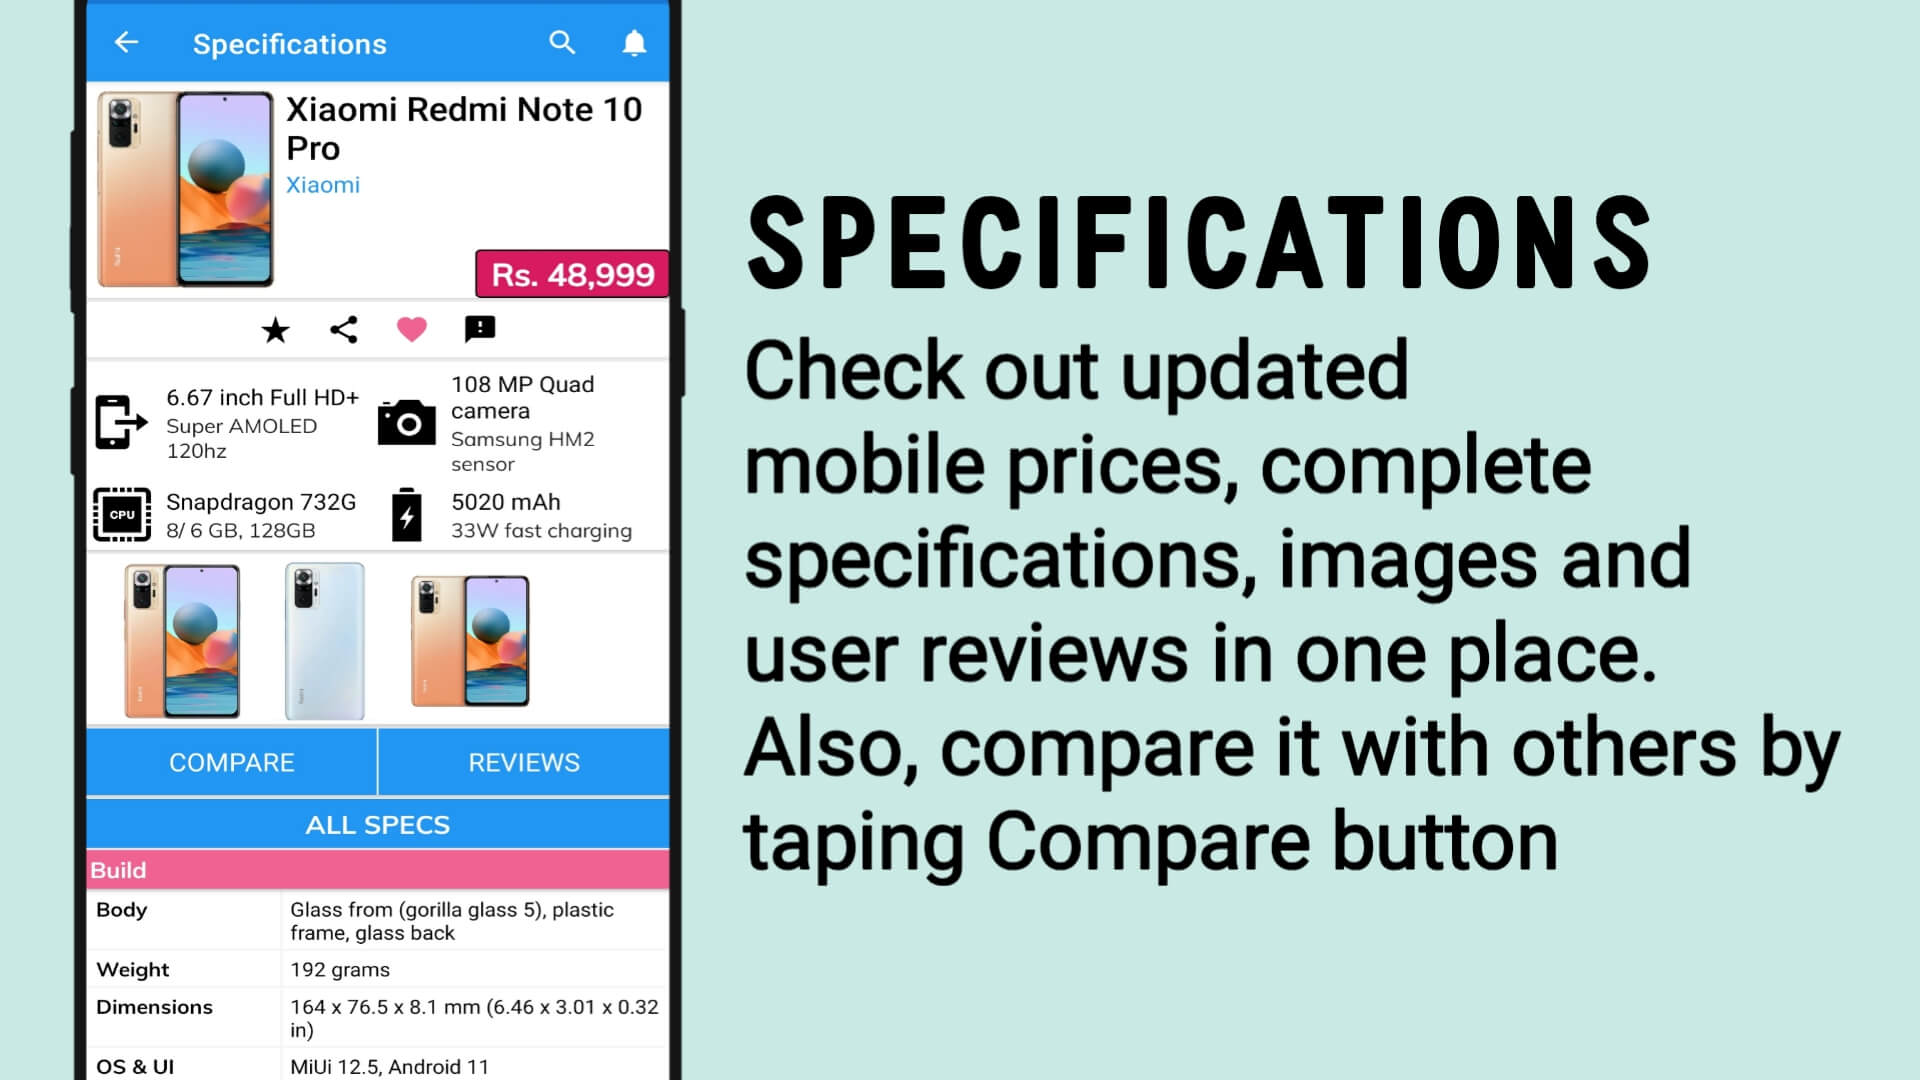 Specifications
Xiaomi Redmi Note 10
Pro
Xiaomi
Rs. 48,999
6.67 inch Full HD+
Super AMOLED
120hz
108 MP Quad
camera
Samsung HM2
sensor
CPU
Snapdragon 732G
8/ 6 GB, 128GB
5020 mAh
33W fast charging
COMPARE
REVIEWS
ALL SPECS
Build
Body
Glass from (gorilla glass 5), plastic
frame, glass back
Weight
192 grams
Dimensions
164 x 76.5 x 8.1 mm (6.46 x 3.01 x 0.32
in)
OS & UI
MiUi 12.5, Android 11
SPECIFICATIONS
Check out updated
mobile prices, complete
specifications, images and
user reviews in one place.
Also, compare it with others by
taping Compare button